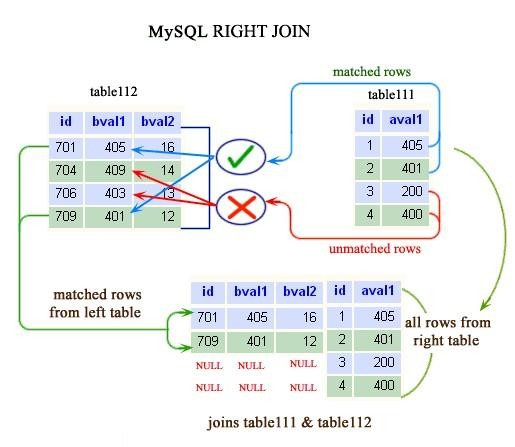 MySQL RIGHT JOIN
matched rows
table112
table111
id bval1 bval2
701 405 16
704 409 14
706 403 13
709 401 12
id aval1
1 405
2 401
3 200
4 400
unmatched rows
matched rows
from left table
id bval1 bval2 id aval1
701 405 16 1 405
709 401 12 2 401
NULL NULL NULL 3 200
NULL NULL NULL 4 400
all rows from
right table
joins table111 & table112